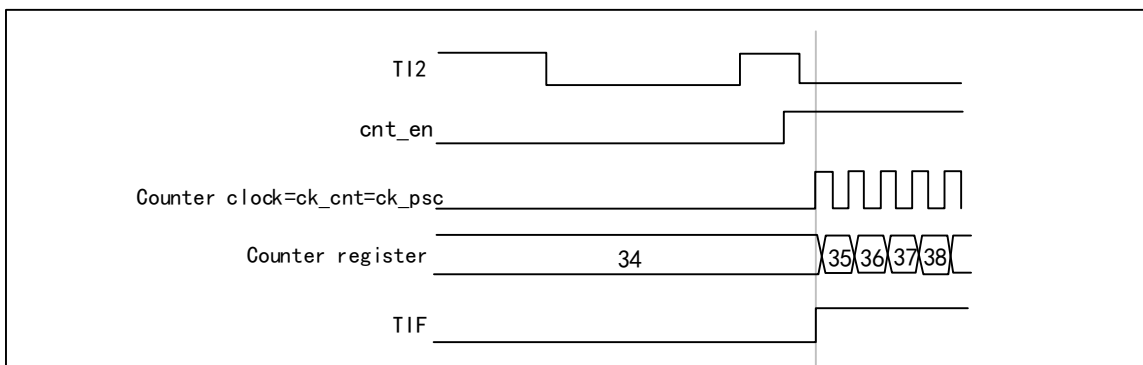 TI2
cnt_en
Counter clock=ck_cnt=ck_psc
Counter register 34 35 36 37 38
TIF